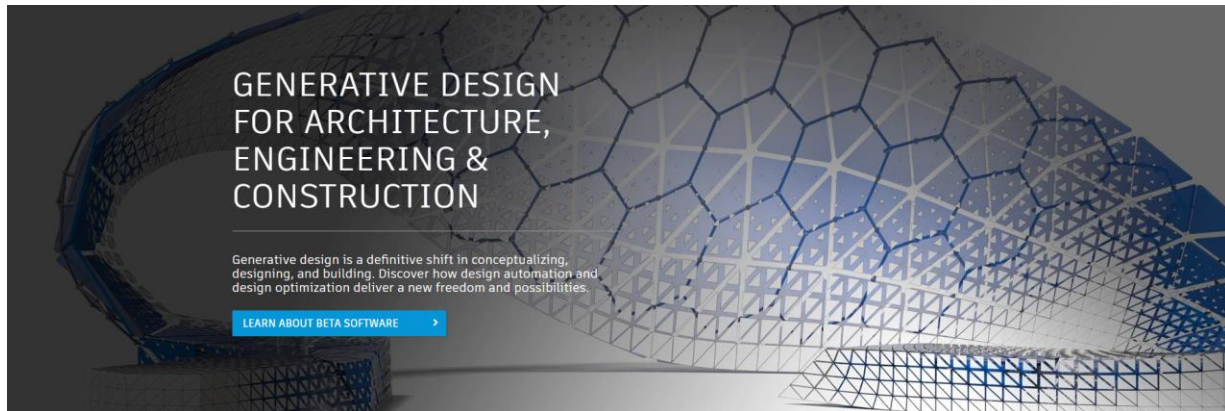 GENERATIVE DESIGN
FOR ARCHITECTURE,
ENGINEERING &
CONSTRUCTION
Generative design is a definitive shift in conceptualizing,
designing, and building. Discover how design automation and
design optimization deliver a new freedom and possibilities.
LEARN ABOUT BETA SOFTWARE